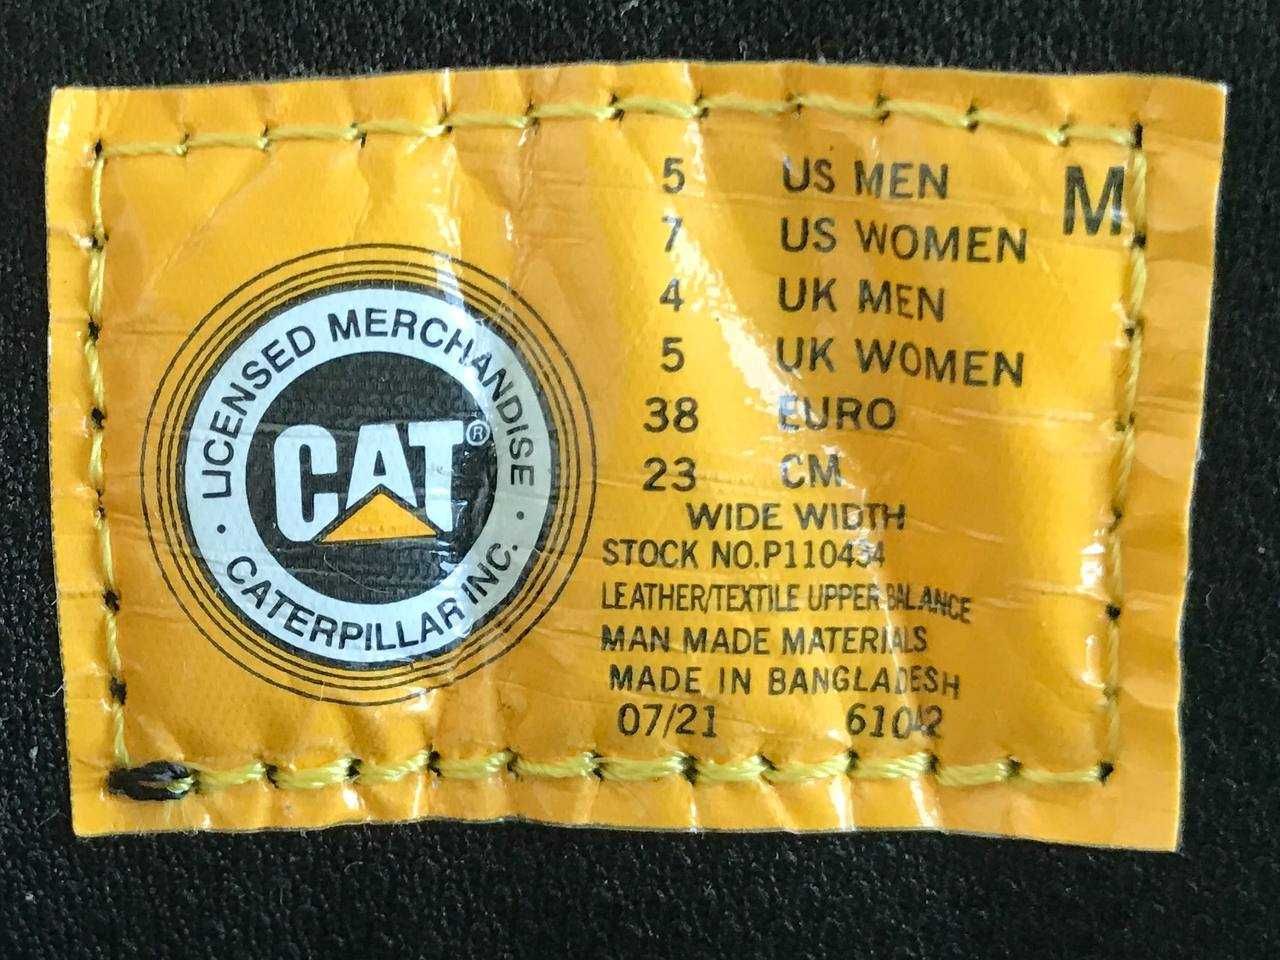 LICENSED MERCHANDISE
CAT®
CATERPILLAR INC.
5 US MEN M
7 US WOMEN
4 UK MEN
5 UK WOMEN
38 EURO
23 CM
WIDE WIDTH
STOCK NO.P110434
LEATHER/TEXTILE UPPER BALANCE
MAN MADE MATERIALS
MADE IN BANGLADESH
07/21 61042